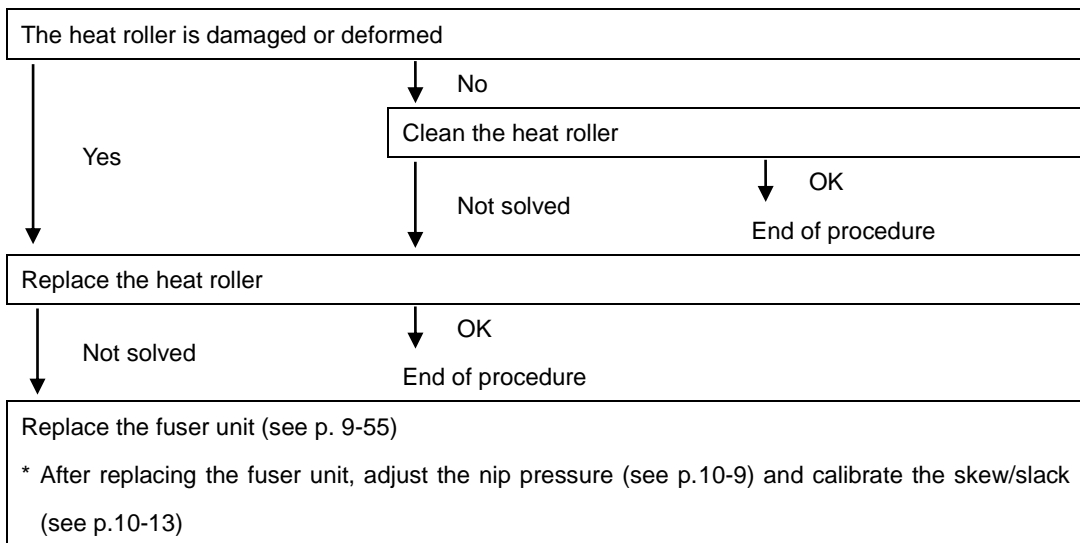 The heat roller is damaged or deformed
No
Clean the heat roller
Yes
OK
Not solved
End of procedure
Replace the heat roller
OK
Not solved
End of procedure
Replace the fuser unit (see p. 9-55)
* After replacing the fuser unit, adjust the nip pressure (see p.10-9) and calibrate the skew/slack
(see p.10-13)